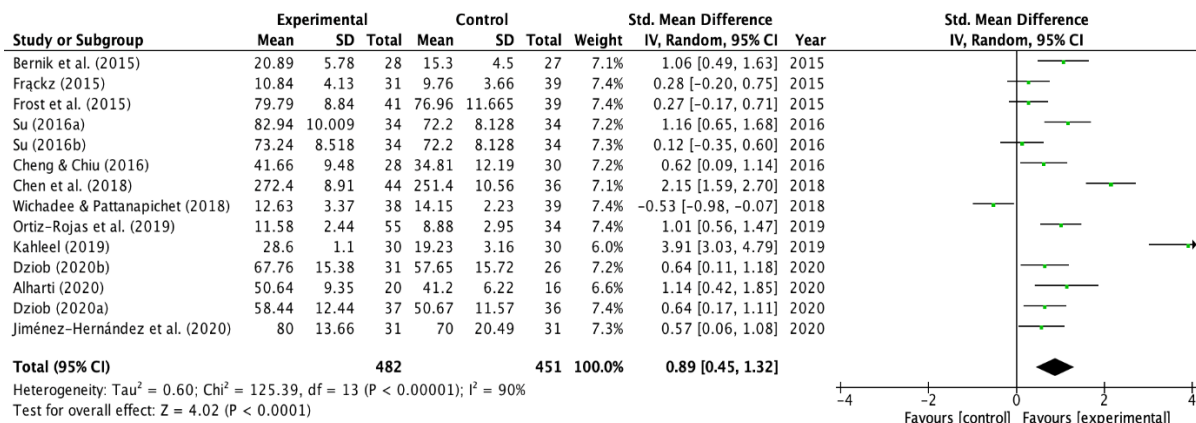 Experimental Control Std. Mean Difference Std. Mean Difference
Study or Subgroup Mean SD Total Mean SD Total Weight IV, Random, 95% CI Year IV, Random, 95% CI
Bernik et al. (2015) 20.89 5.78 28 15.3 4.5 27 7.1% 1.06 [0.49, 1.63] 2015
Frąckz (2015) 10.84 4.13 31 9.76 3.66 39 7.4% 0.28 [-0.20, 0.75] 2015
Frost et al. (2015) 79.79 8.84 41 76.96 11.665 39 7.4% 0.27 [-0.17, 0.71] 2015
Su (2016a) 82.94 10.009 34 72.2 8.128 34 7.2% 1.16 [0.65, 1.68] 2016
Su (2016b) 73.24 8.518 34 72.2 8.128 34 7.4% 0.12 [-0.35, 0.60] 2016
Cheng & Chiu (2016) 41.66 9.48 28 34.81 12.19 30 7.2% 0.62 [0.09, 1.14] 2016
Chen et al. (2018) 272.4 8.91 44 251.4 10.56 36 7.1% 2.15 [1.59, 2.70] 2018
Wichadee & Pattanapichet (2018) 12.63 3.37 38 14.15 2.23 39 7.4% -0.53 [-0.98, -0.07] 2018
Ortiz-Rojas et al. (2019) 11.58 2.44 55 8.88 2.95 34 7.4% 1.01 [0.56, 1.47] 2019
Kahleel (2019) 28.6 1.1 30 19.23 3.16 30 6.0% 3.91 [3.03, 4.79] 2019
Dziob (2020b) 67.76 15.38 31 57.65 15.72 26 7.2% 0.64 [0.11, 1.18] 2020
Alharti (2020) 50.64 9.35 20 41.2 6.22 16 6.6% 1.14 [0.42, 1.85] 2020
Dziob (2020a) 58.44 12.44 37 50.67 11.57 36 7.4% 0.64 [0.17, 1.11] 2020
Jiménez-Hernández et al. (2020) 80 13.66 31 70 20.49 31 7.3% 0.57 [0.06, 1.08] 2020
Total (95% CI) 482 451 100.0% 0.89 [0.45, 1.32]
Heterogeneity: Tau² = 0.60; Chi² = 125.39, df = 13 (P < 0.00001); I² = 90%
Test for overall effect: Z = 4.02 (P < 0.0001)
-4 -2 0 2 4
Favours [control] Favours [experimental]